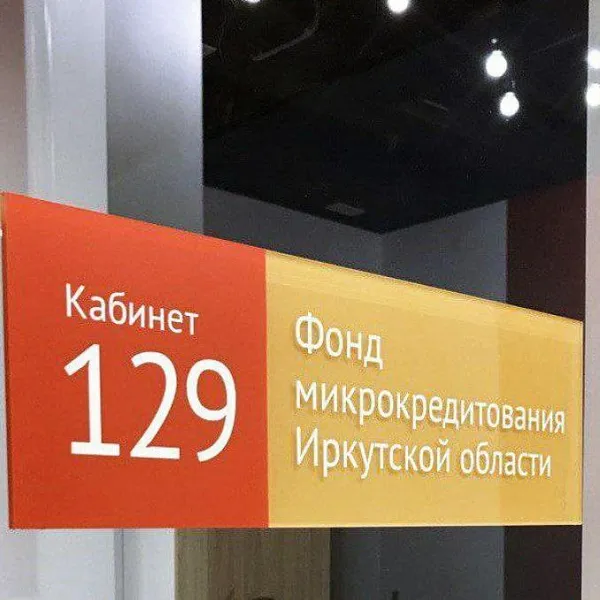 Кабинет
129
Фонд
микрокредитования
Иркутской области